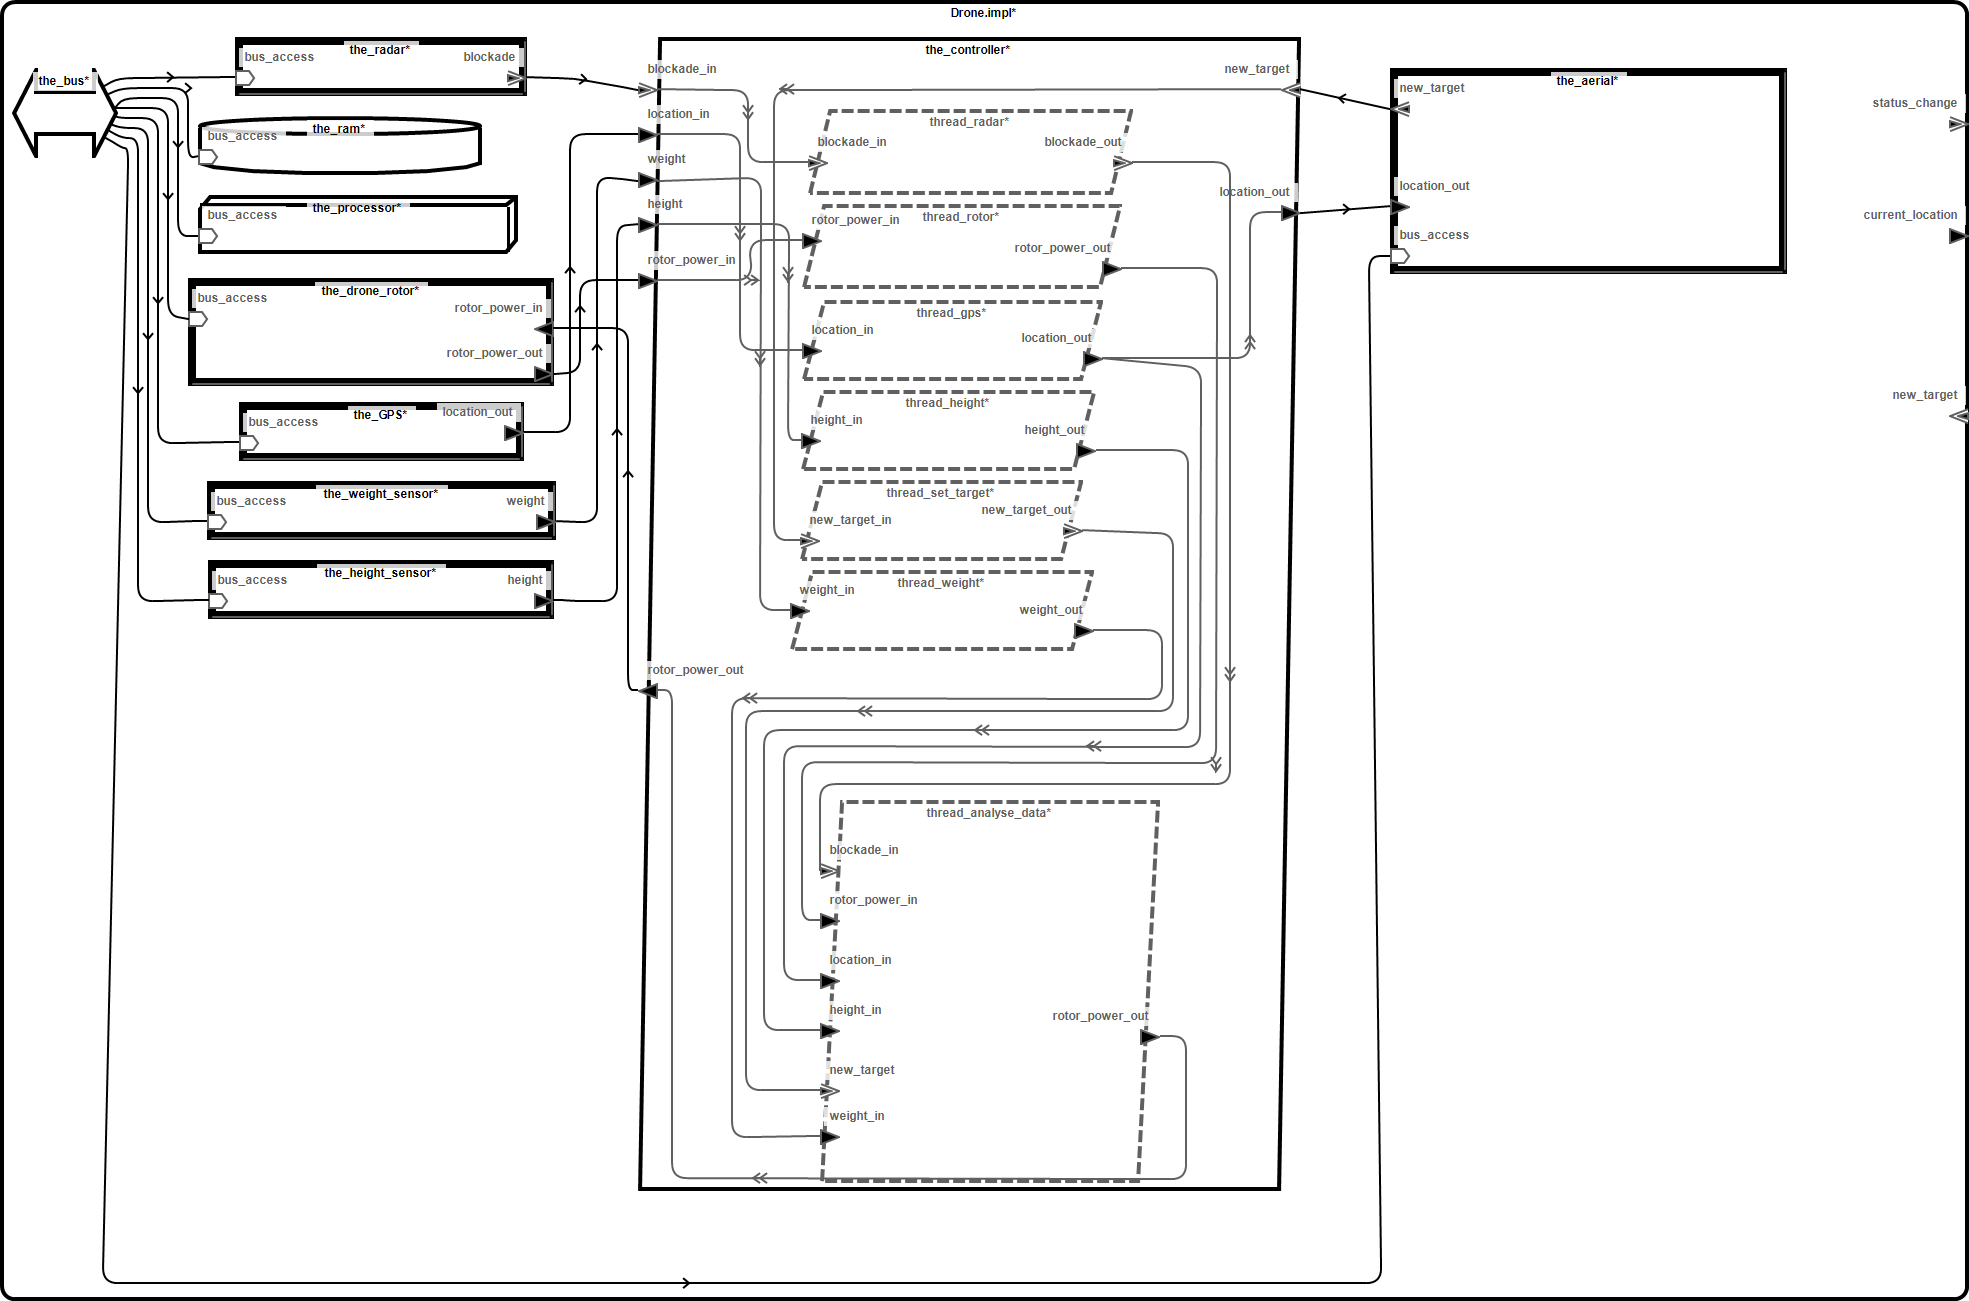 Drone.impl*
the_bus*
the_radar*
bus_access
blockade
the_ram*
bus_access
the_processor*
bus_access
the_drone_rotor*
bus_access
rotor_power_in
rotor_power_out
the_GPS*
location_out
bus_access
the_weight_sensor*
bus_access
weight
the_height_sensor*
bus_access
height
the_controller*
blockade_in
new_target
location_in
weight
height
rotor_power_in
location_out
rotor_power_out
thread_radar*
blockade_in
blockade_out
thread_rotor*
rotor_power_in
rotor_power_out
thread_gps*
location_in
location_out
thread_height*
height_in
height_out
thread_set_target*
new_target_in
new_target_out
thread_weight*
weight_in
weight_out
thread_analyse_data*
blockade_in
rotor_power_in
location_in
height_in
rotor_power_out
new_target
weight_in
the_aerial*
new_target
location_out
bus_access
status_change
current_location
new_target